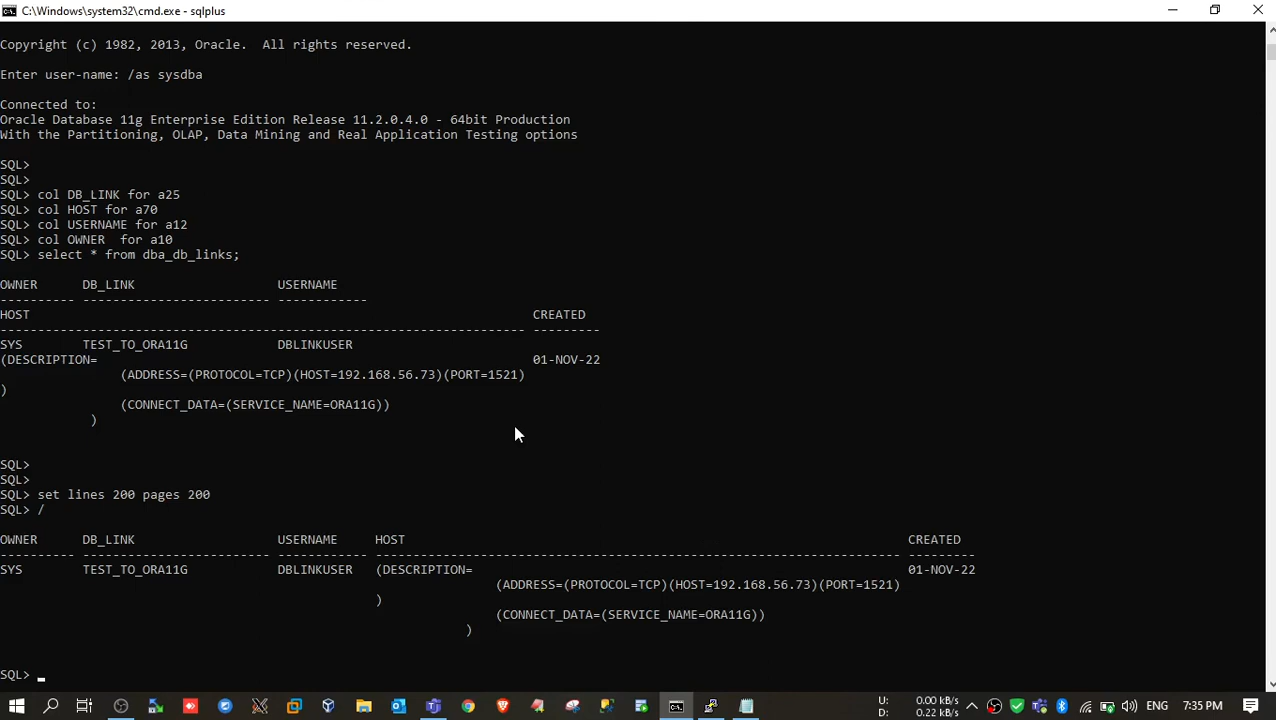 C:\Windows\system32\cmd.exe - sqlplus
Copyright (c) 1982, 2013, Oracle.  All rights reserved.
Enter user-name: /as sysdba
Connected to:
Oracle Database 11g Enterprise Edition Release 11.2.0.4.0 - 64bit Production
With the Partitioning, OLAP, Data Mining and Real Application Testing options
SQL>
SQL>
SQL> col DB_LINK for a25
SQL> col HOST for a70
SQL> col USERNAME for a12
SQL> col OWNER  for a10
SQL> select * from dba_db_links;
OWNER      DB_LINK                   USERNAME
---------- ------------------------- ------------
HOST                                                                   CREATED
---------------------------------------------------------------------- ---------
SYS        TEST_TO_ORA11G            DBLINKUSER
(DESCRIPTION=                                                          01-NOV-22
                (ADDRESS=(PROTOCOL=TCP)(HOST=192.168.56.73)(PORT=1521)
)
                (CONNECT_DATA=(SERVICE_NAME=ORA11G))
            )
SQL>
SQL>
SQL> set lines 200 pages 200
SQL> /
OWNER      DB_LINK                   USERNAME     HOST                                                                   CREATED
---------- ------------------------- ------------ ---------------------------------------------------------------------- ---------
SYS        TEST_TO_ORA11G            DBLINKUSER   (DESCRIPTION=                                                          01-NOV-22
                                                                  (ADDRESS=(PROTOCOL=TCP)(HOST=192.168.56.73)(PORT=1521)
                                                  )
                                                                  (CONNECT_DATA=(SERVICE_NAME=ORA11G))
                                                              )
SQL> _
U: 0.00 kB/s
D: 0.22 kB/s
ENG 7:35 PM